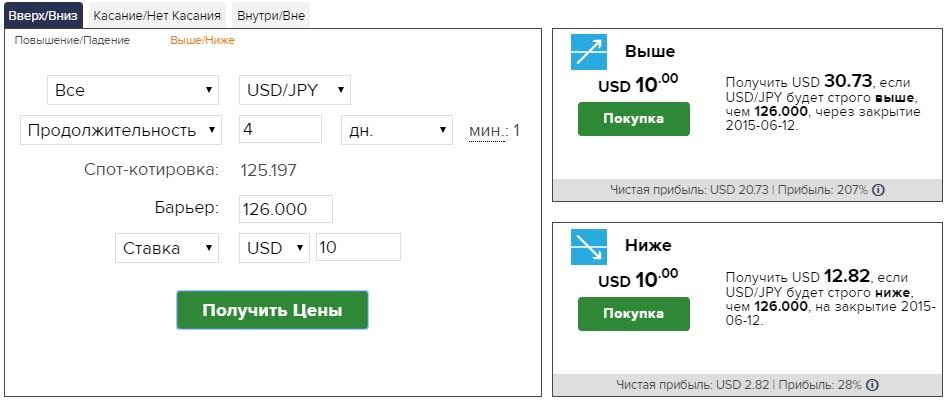 Вверх/Вниз Касание/Нет Касания Внутри/Вне
Повышение/Падение Выше/Ниже
Все USD/JPY
Продолжительность 4 дн. мин.: 1
Спот-котировка: 125.197
Барьер: 126.000
Ставка USD 10
Получить Цены
Выше
USD 10.00
Покупка
Получить USD 30.73, если
USD/JPY будет строго выше,
чем 126.000, через закрытие
2015-06-12.
Чистая прибыль: USD 20.73 | Прибыль: 207%
Ниже
USD 10.00
Покупка
Получить USD 12.82, если
USD/JPY будет строго ниже,
чем 126.000, на закрытие 2015-
06-12.
Чистая прибыль: USD 2.82 | Прибыль: 28%